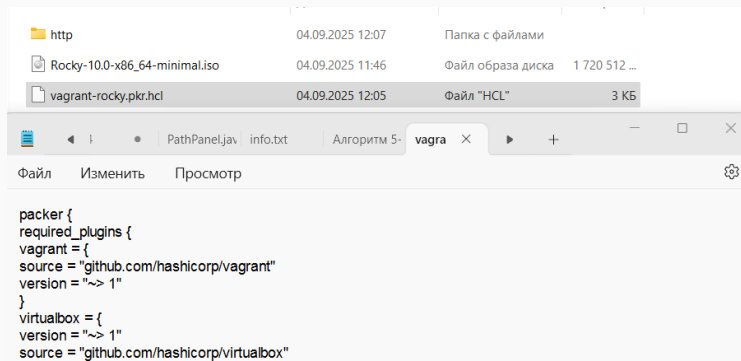 http 04.09.2025 12:07 Папка с файлами
Rocky-10.0-x86_64-minimal.iso 04.09.2025 11:46 Файл образа диска 1 720 512 ...
vagrant-rocky.pkr.hcl 04.09.2025 12:05 Файл "HCL" 3 КБ
PathPanel.jav info.txt Алгоритм 5- vagra
Файл Изменить Просмотр
packer {
required_plugins {
vagrant = {
source = "github.com/hashicorp/vagrant"
version = "~> 1"
}
virtualbox = {
version = "~> 1"
source = "github.com/hashicorp/virtualbox"